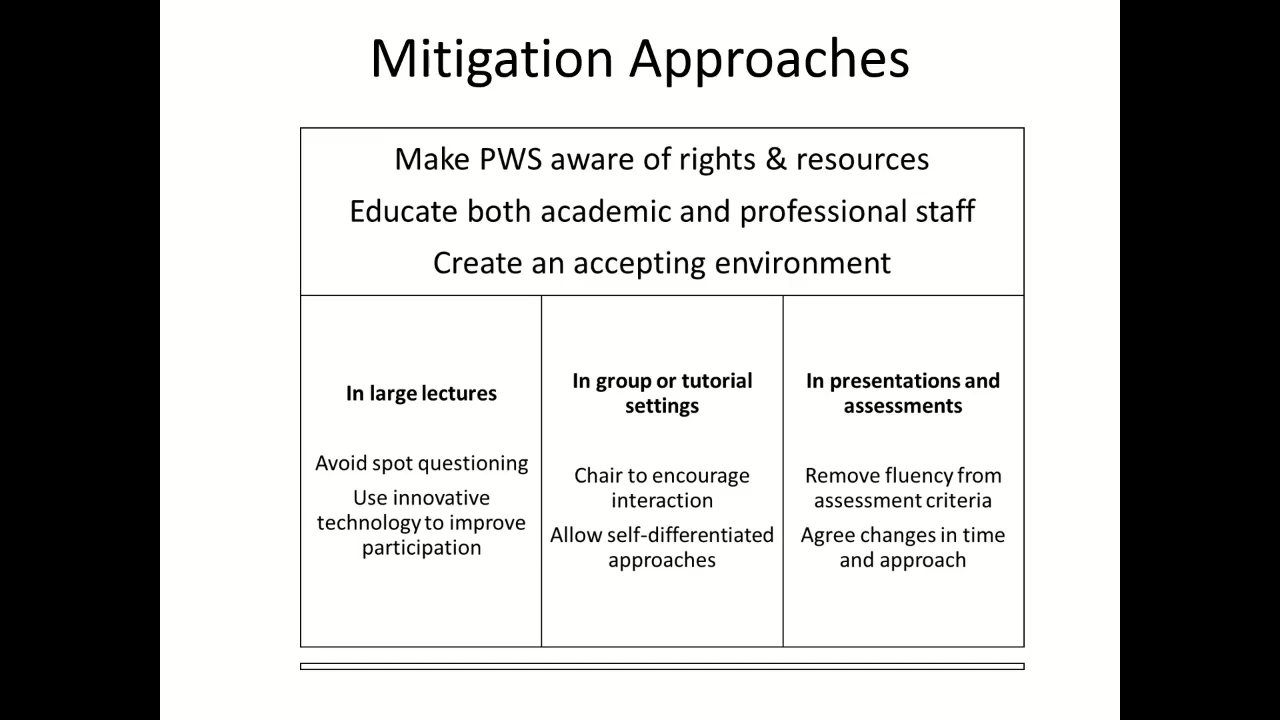 Mitigation Approaches
Make PWS aware of rights & resources
Educate both academic and professional staff
Create an accepting environment
In large lectures
Avoid spot questioning
Use innovative
technology to improve
participation
In group or tutorial
settings
Chair to encourage
interaction
Allow self-differentiated
approaches
In presentations and
assessments
Remove fluency from
assessment criteria
Agree changes in time
and approach